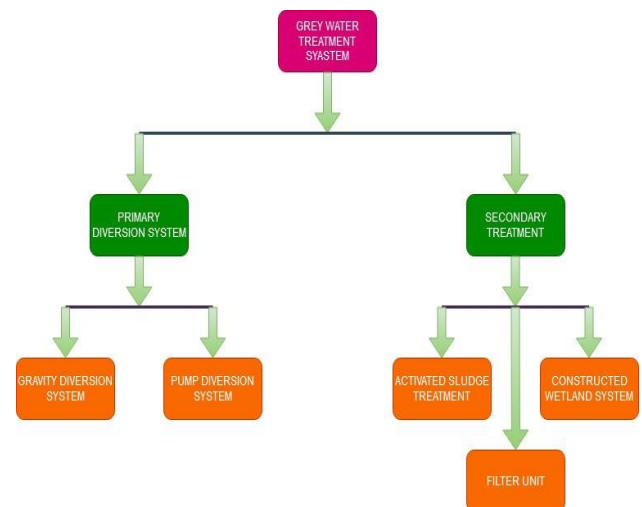 GREY WATER
TREATMENT
SYASTEM
PRIMARY
DIVERSION SYSTEM
SECONDARY
TREATMENT
GRAVITY DIVERSION
SYSTEM
PUMP DIVERSION
SYSTEM
ACTIVATED SLUDGE
TREATMENT
CONSTRUCTED
WETLAND SYSTEM
FILTER UNIT